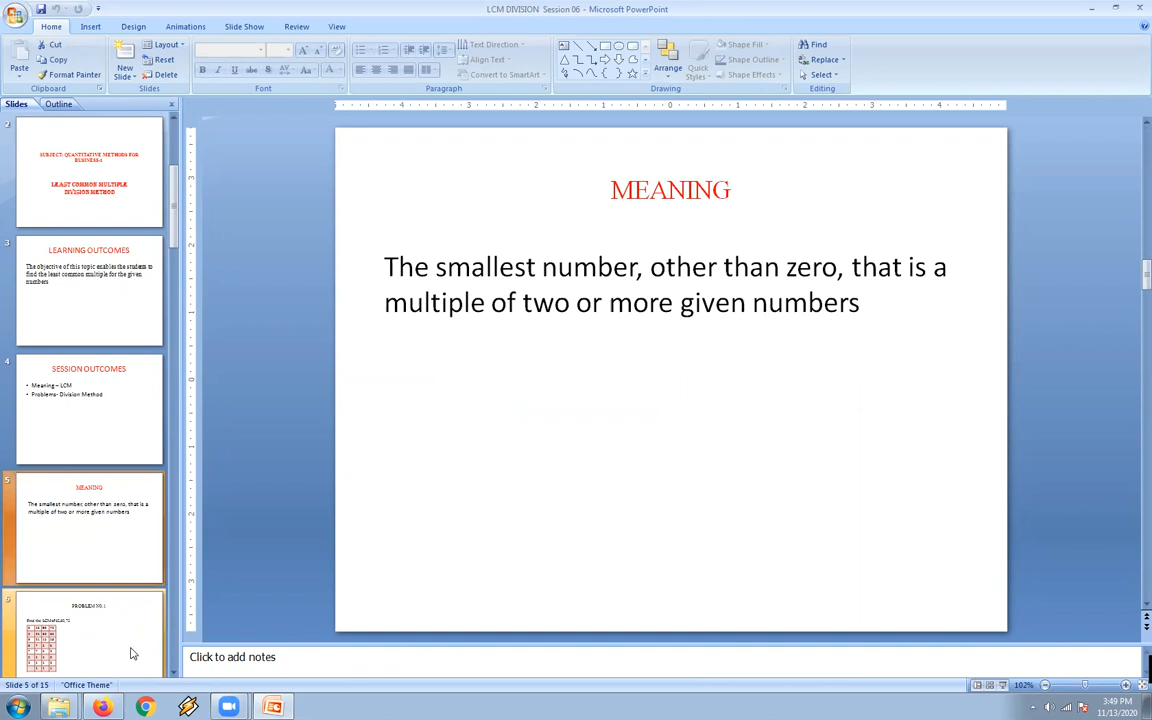 LCM DIVISION  Session 06 - Microsoft PowerPoint
Home Insert Design Animations Slide Show Review View
Paste
Cut
Copy
Format Painter
Clipboard
New Slide
Layout
Reset
Delete
Slides
Font
Text Direction
Align Text
Convert to SmartArt
Paragraph
Arrange
Quick Styles
Shape Fill
Shape Outline
Shape Effects
Drawing
Find
Replace
Select
Editing
Slides Outline
2
SUBJECT: QUANTITATIVE METHODS FOR
BUSINESS-1
LEAST COMMON MULTIPLE
DIVISION METHOD
3
LEARNING OUTCOMES
The objective of this topic enables the student to
find the least common multiple for the given
numbers
4
SESSION OUTCOMES
• Meaning – LCM
• Problems- Division Method
5
MEANING
The smallest number, other than zero, that is a
multiple of two or more given numbers
6
PROBLEM NO.1
MEANING
The smallest number, other than zero, that is a
multiple of two or more given numbers
Click to add notes
Slide 5 of 15 "Office Theme" 102%
3:49 PM
11/13/2020